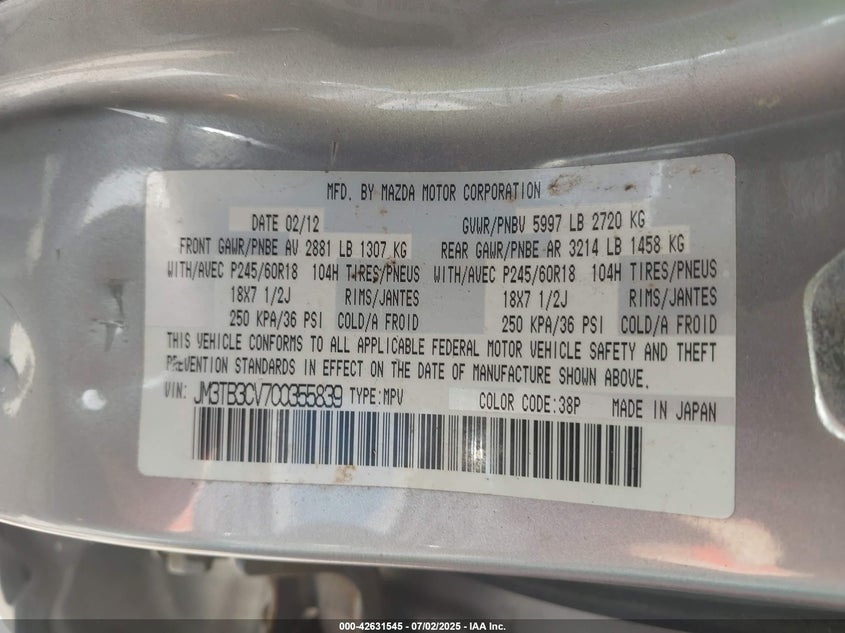 MFD. BY MAZDA MOTOR CORPORATION
DATE 02/12 GVWR/PNBV 5997 LB 2720 KG
FRONT GAWR/PNBE AV 2881 LB 1307 KG REAR GAWR/PNBE AR 3214 LB 1458 KG
WITH/AVEC P245/60R18 104H TIRES/PNEUS WITH/AVEC P245/60R18 104H TIRES/PNEUS
18X7 1/2J RIMS/JANTES 18X7 1/2J RIMS/JANTES
250 KPA/36 PSI COLD/A FROID 250 KPA/36 PSI COLD/A FROID
THIS VEHICLE CONFORMS TO ALL APPLICABLE FEDERAL MOTOR VEHICLE SAFETY AND THEFT
PREVENTION STANDARDS IN EFFECT ON THE DATE OF MANUFACTURE SHOWN ABOVE.
VIN: JM3TB3CV7C0355839 TYPE:MPV COLOR CODE:38P MADE IN JAPAN
000-42631545 - 07/02/2025 - IAA Inc.